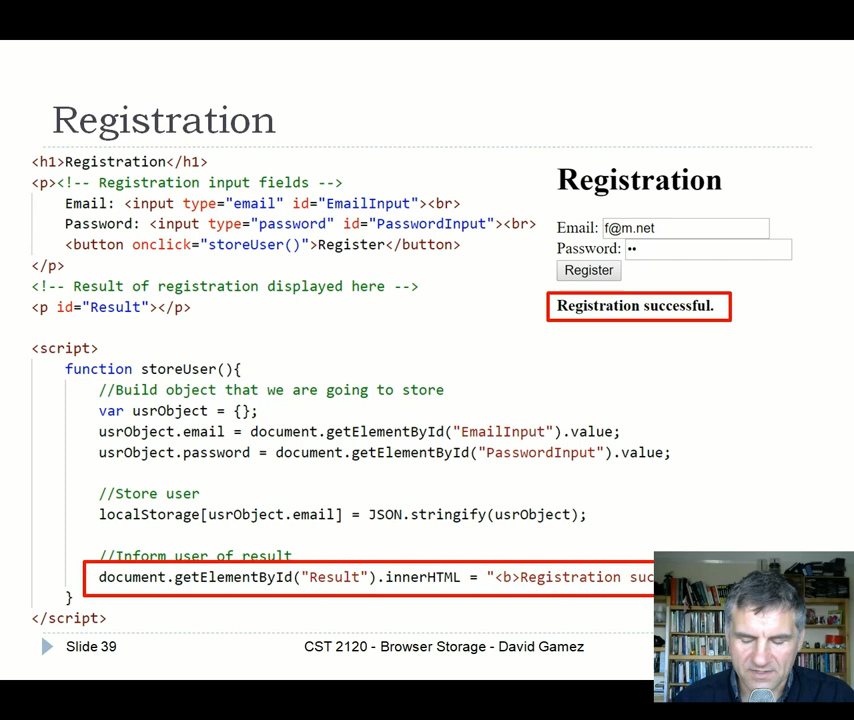 Registration
<h1>Registration</h1>
<p><!-- Registration input fields -->
Email: <input type="email" id="EmailInput"><br>
Password: <input type="password" id="PasswordInput"><br>
<button onclick="storeUser()">Register</button>
</p>
<!-- Result of registration displayed here -->
<p id="Result"></p>
<script>
function storeUser(){
//Build object that we are going to store
var usrObject = {};
usrObject.email = document.getElementById("EmailInput").value;
usrObject.password = document.getElementById("PasswordInput").value;
//Store user
localStorage[usrObject.email] = JSON.stringify(usrObject);
//Inform user of result
document.getElementById("Result").innerHTML = "<b>Registration suc
}
</script>
Registration
Email: f@m.net
Password: ••
Register
Registration successful.
Slide 39
CST 2120 - Browser Storage - David Gamez